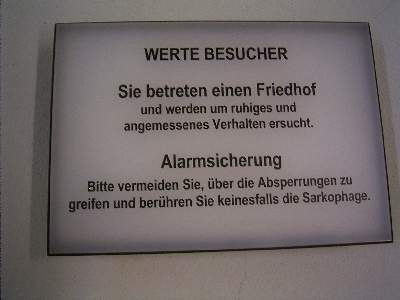 WERTE BESUCHER
Sie betreten einen Friedhof
und werden um ruhiges und
angemessenes Verhalten ersucht.
Alarmsicherung
Bitte vermeiden Sie, über die Absperrungen zu
greifen und berühren Sie keinesfalls die Sarkophage.